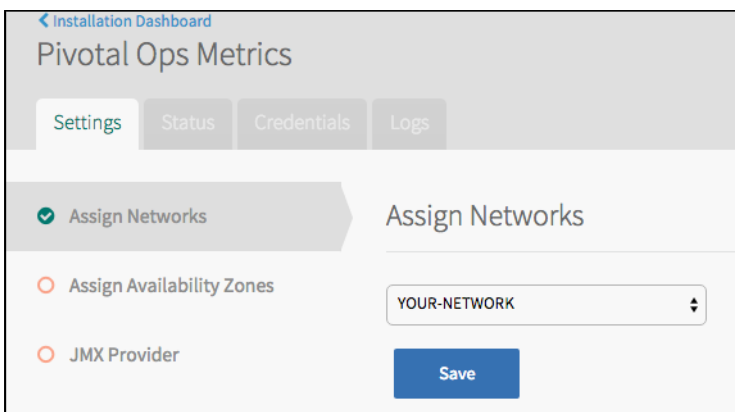 Installation Dashboard
Pivotal Ops Metrics
Settings Status Credentials Logs
Assign Networks
Assign Availability Zones
JMX Provider
Assign Networks
YOUR-NETWORK
Save